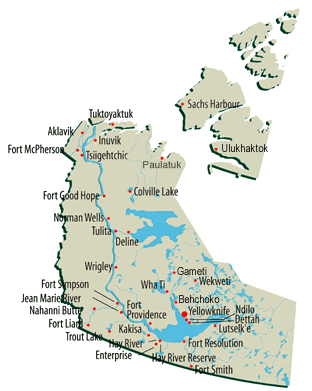 Sachs Harbour
Tuktoyaktuk
Aklavik
Inuvik
Ulukhaktok
Fort McPherson
Tsiigehtchic
Paulatuk
Fort Good Hope
Colville Lake
Norman Wells
Tulita
Deline
Wrigley
Gameti
Wekweti
Fort
Simpson
Wha Ti
Behchoko
Jean Marie River
Yellowknife
Ndilo
Nahanni Butte
Fort
Providence
Dettah
Fort Liard
Lutselk'e
Trout Lake
Kakisa
Hay River
Fort Resolution
Enterprise
Hay River Reserve
Fort Smith